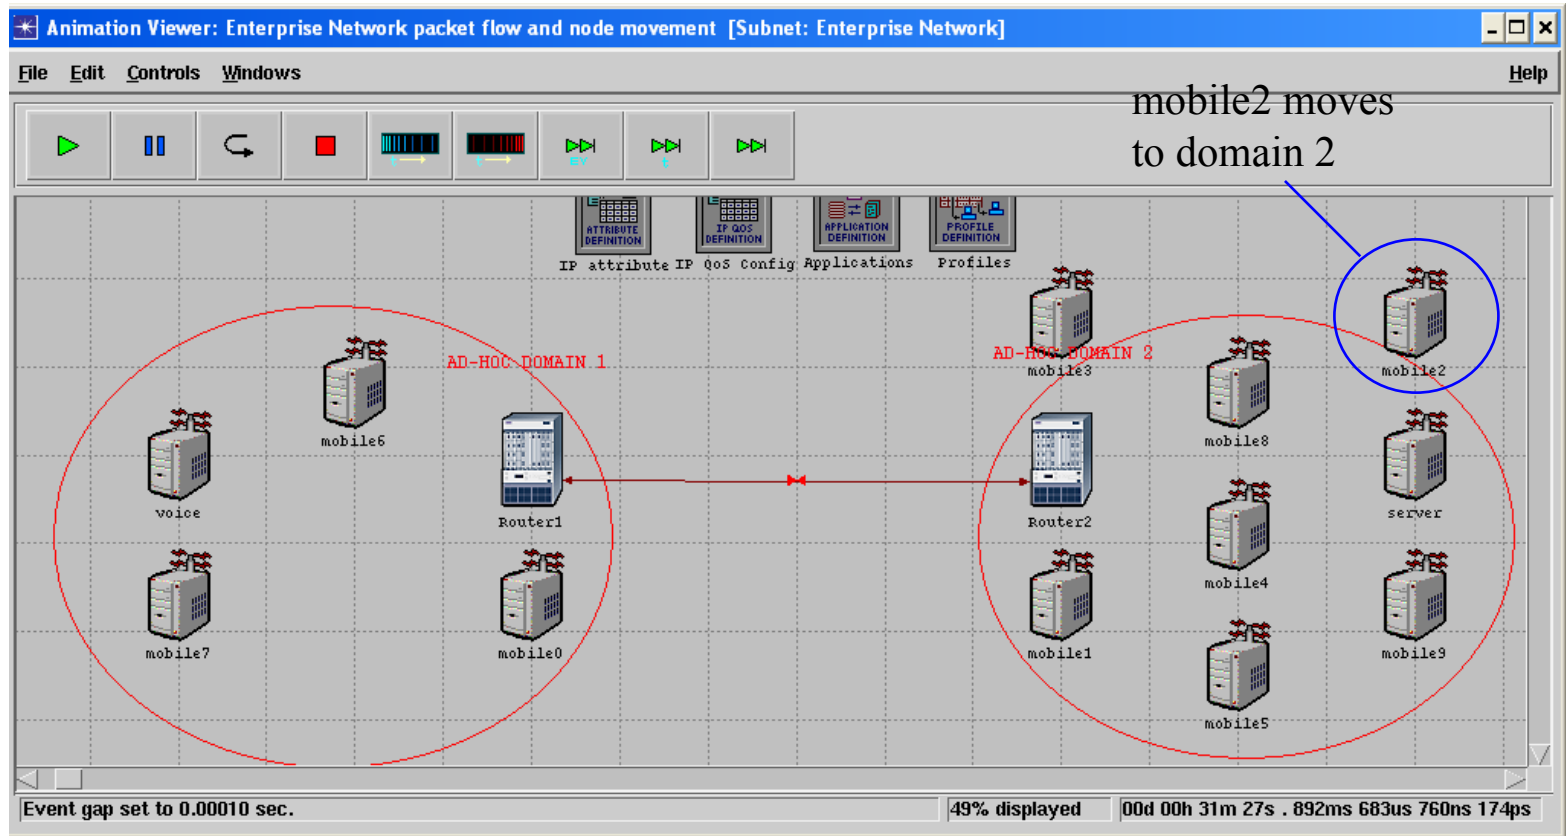 Animation Viewer: Enterprise Network packet flow and node movement [Subnet: Enterprise Network]
File Edit Controls Windows Help
mobile2 moves
to domain 2
EV
t
t
t
ATTRIBUTE
DEFINITION
IP QOS
DEFINITION
APPLICATION
DEFINITION
PROFILE
DEFINITION
IP attribute
IP QoS Config
Applications
Profiles
AD-HOC DOMAIN 1
AD-HOC DOMAIN 2
mobile3
mobile2
mobile6
mobile8
voice
Router1
Router2
server
mobile4
mobile7
mobile0
mobile1
mobile9
mobile5
Event gap set to 0.00010 sec.
49% displayed
00d 00h 31m 27s . 892ms 683us 760ns 174ps